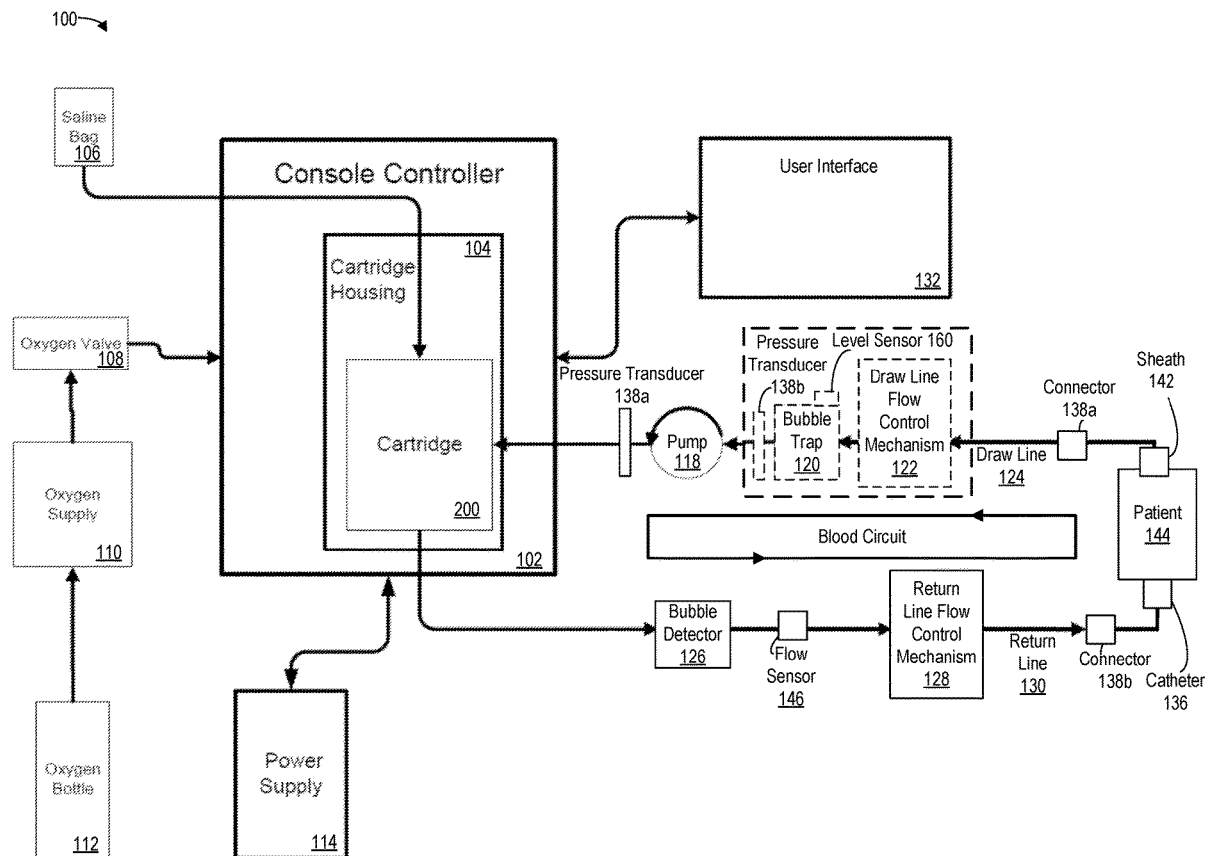 100
Saline
Bag
106
Console Controller
104
Cartridge
Housing
Cartridge
200
102
User Interface
132
Oxygen Valve
108
Oxygen
Supply
110
Oxygen
Bottle
112
Power
Supply
114
Pressure Transducer
138a
Pump
118
Pressure
Transducer
138b
Level Sensor 160
Bubble
Trap
120
Draw Line
Flow
Control
Mechanism
122
Draw Line
124
Connector
138a
Sheath
142
Patient
144
Blood Circuit
Bubble
Detector
126
Flow
Sensor
146
Return
Line Flow
Control
Mechanism
128
Return
Line
130
Connector
138b
Catheter
136